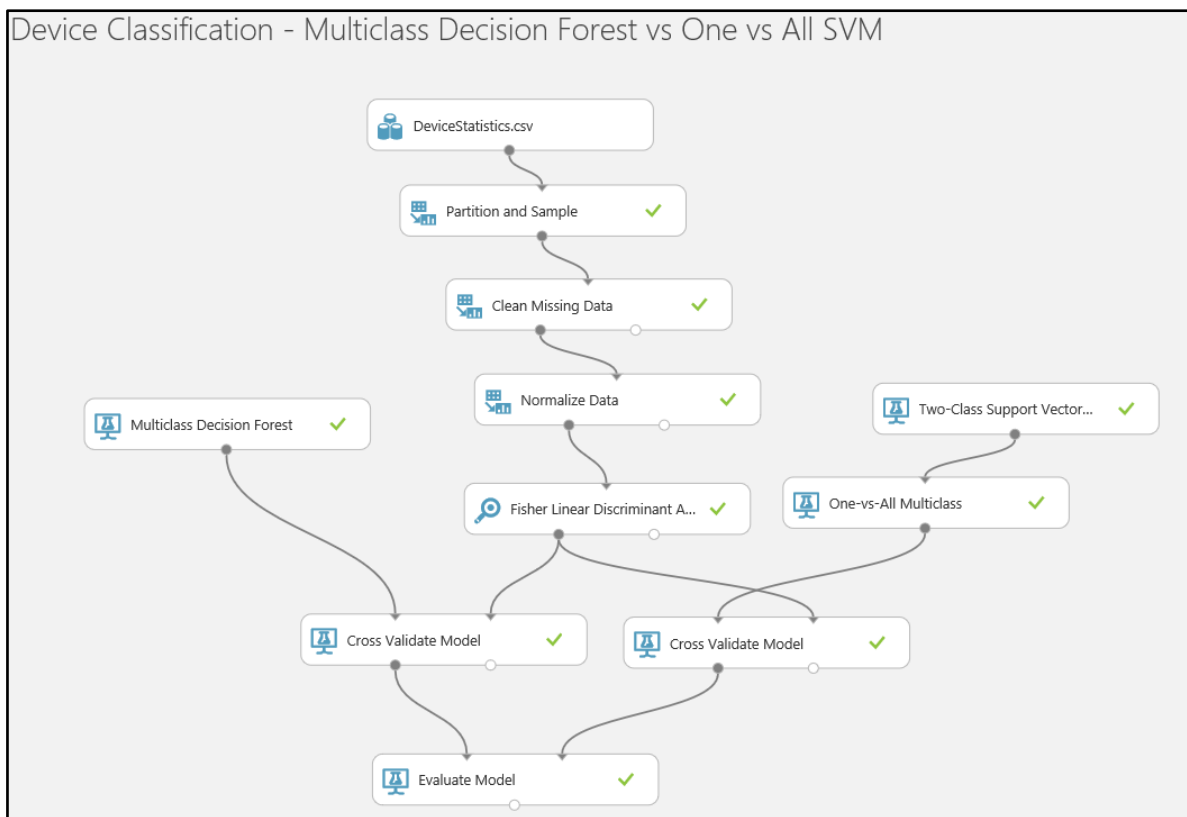 Device Classification - Multiclass Decision Forest vs One vs All SVM
DeviceStatistics.csv
Partition and Sample
Clean Missing Data
Normalize Data
Multiclass Decision Forest
Two-Class Support Vector...
Fisher Linear Discriminant A...
One-vs-All Multiclass
Cross Validate Model
Cross Validate Model
Evaluate Model